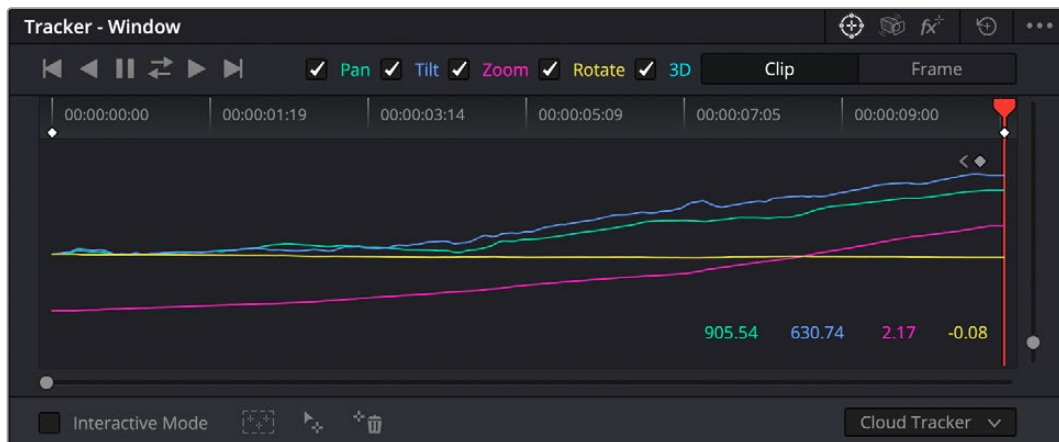 Tracker - Window
Pan Tilt Zoom Rotate 3D Clip Frame
00:00:00:00 00:00:01:19 00:00:03:14 00:00:05:09 00:00:07:05 00:00:09:00
905.54 630.74 2.17 -0.08
Interactive Mode Cloud Tracker